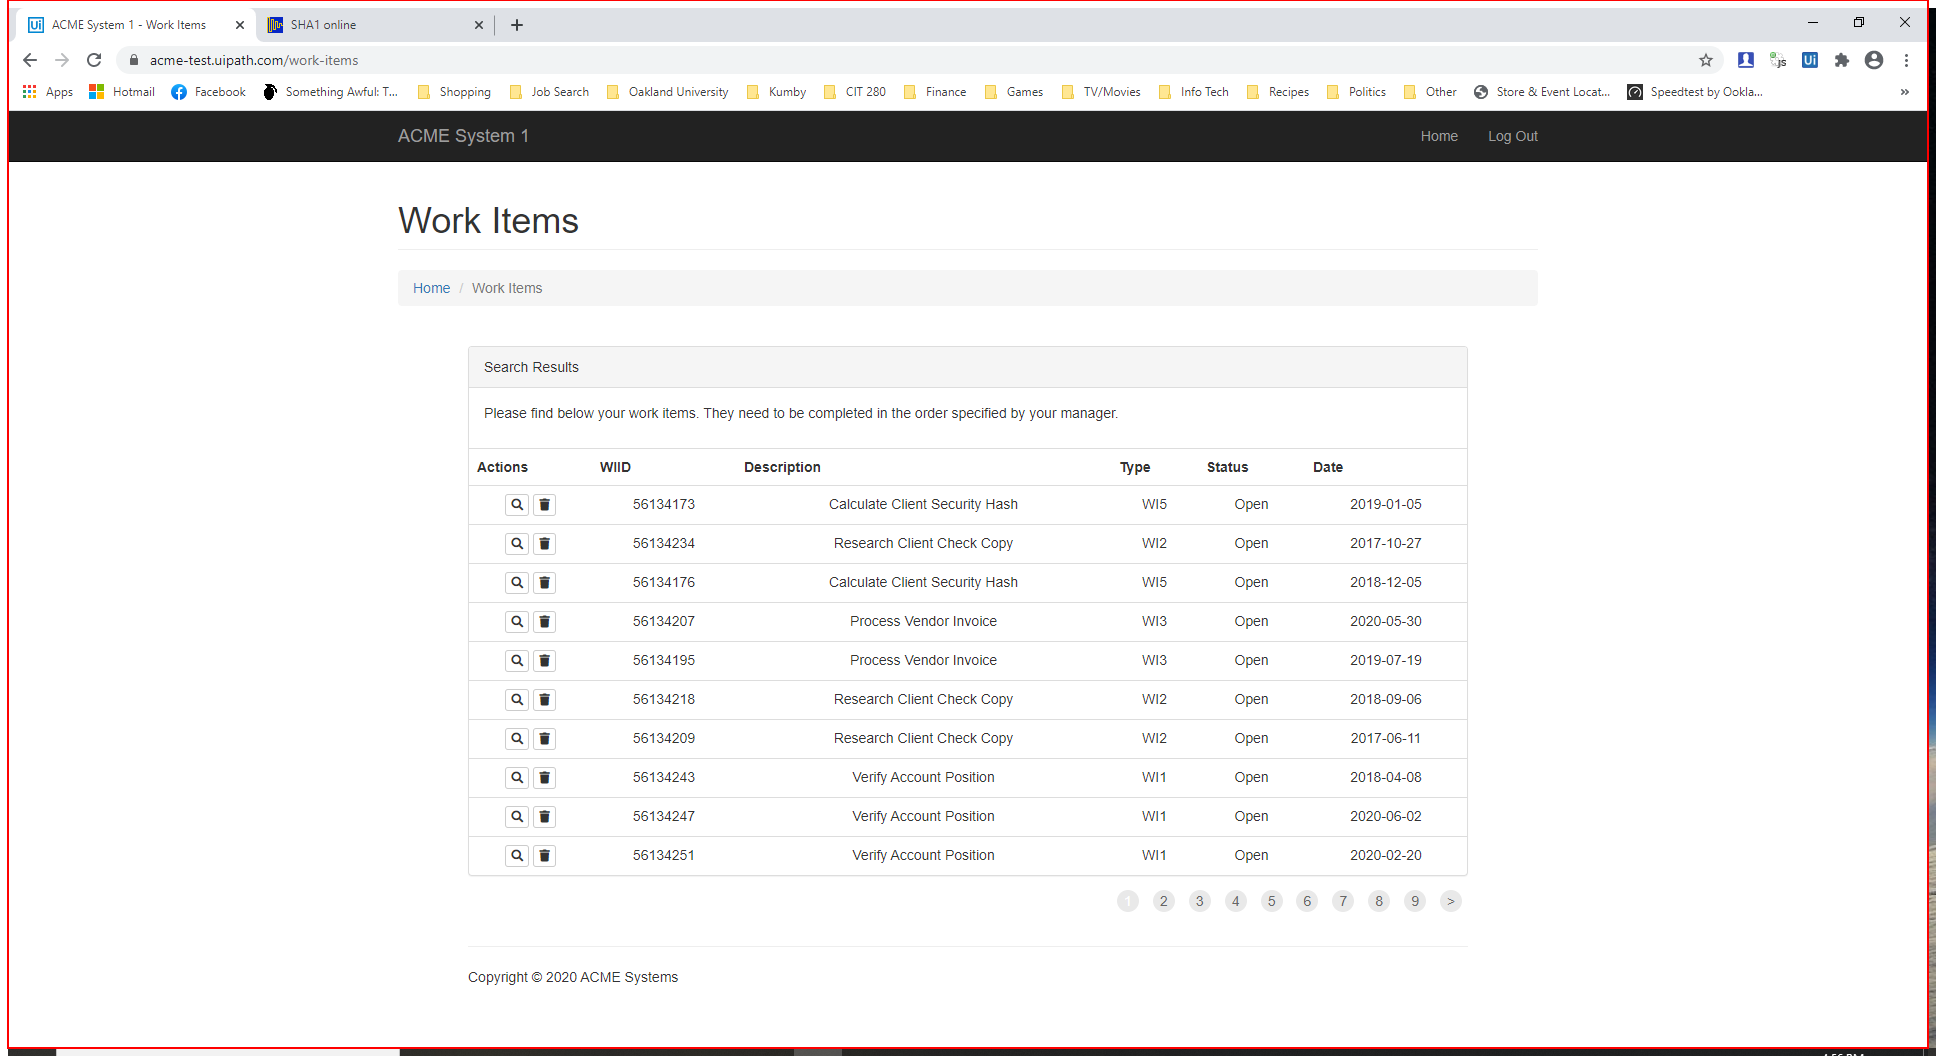 Ui ACME System 1 - Work Items SHA1 online
acme-test.uipath.com/work-items js Ui
Apps Hotmail Facebook Something Awful: T... Shopping Job Search Oakland University Kumby CIT 280 Finance Games TV/Movies Info Tech Recipes Politics Other Store & Event Locat... Speedtest by Ookla... »
ACME System 1 Home Log Out
Work Items
Home / Work Items
Search Results
Please find below your work items. They need to be completed in the order specified by your manager.
Actions WIID Description Type Status Date
56134173 Calculate Client Security Hash WI5 Open 2019-01-05
56134234 Research Client Check Copy WI2 Open 2017-10-27
56134176 Calculate Client Security Hash WI5 Open 2018-12-05
56134207 Process Vendor Invoice WI3 Open 2020-05-30
56134195 Process Vendor Invoice WI3 Open 2019-07-19
56134218 Research Client Check Copy WI2 Open 2018-09-06
56134209 Research Client Check Copy WI2 Open 2017-06-11
56134243 Verify Account Position WI1 Open 2018-04-08
56134247 Verify Account Position WI1 Open 2020-06-02
56134251 Verify Account Position WI1 Open 2020-02-20
1 2 3 4 5 6 7 8 9 >
Copyright © 2020 ACME Systems